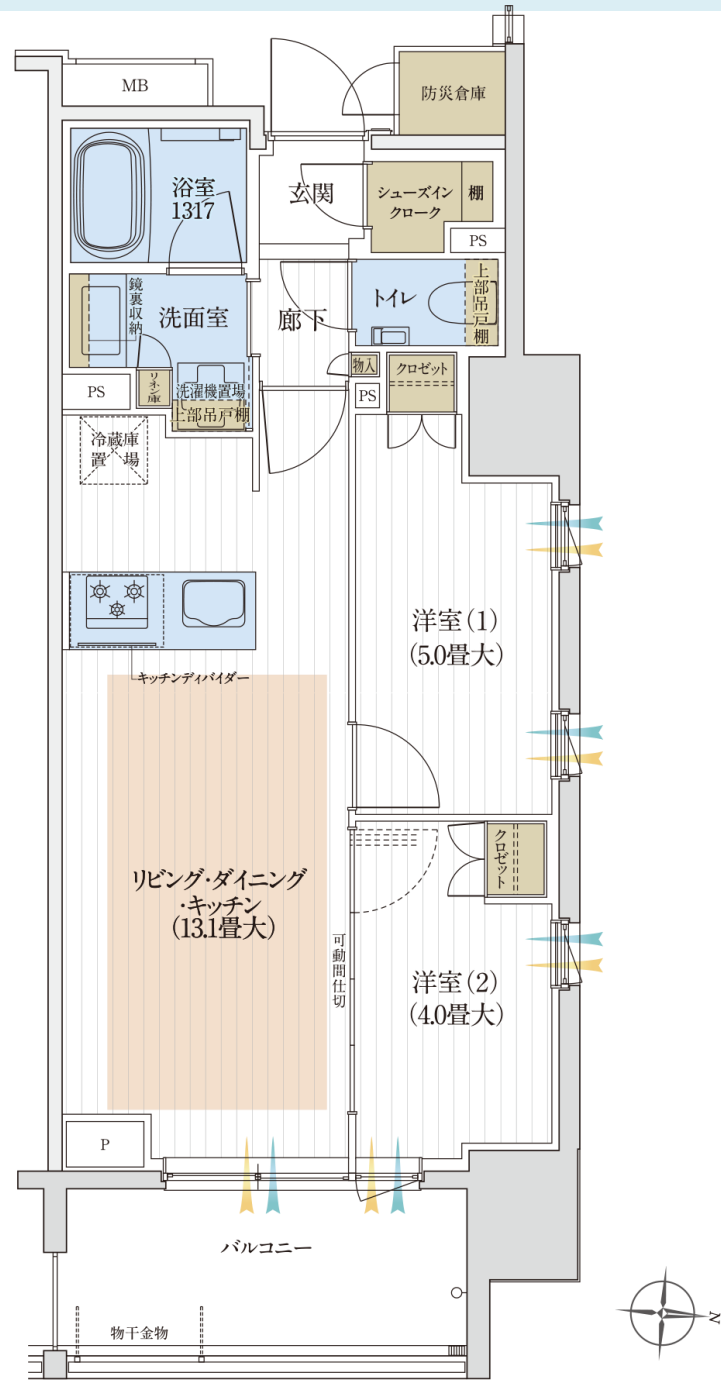 MB
防災倉庫
浴室
1317
玄関
シューズイン
クローク
棚
PS
鏡裏収納
洗面室
廊下
トイレ
上部吊戸棚
PS
リネン庫
洗濯機置場
上部吊戸棚
物入
PS
クロゼット
冷蔵庫
置場
洋室(1)
(5.0畳大)
キッチンディバイダー
リビング・ダイニング
・キッチン
(13.1畳大)
可動間仕切
クロゼット
洋室(2)
(4.0畳大)
P
バルコニー
物干金物
N